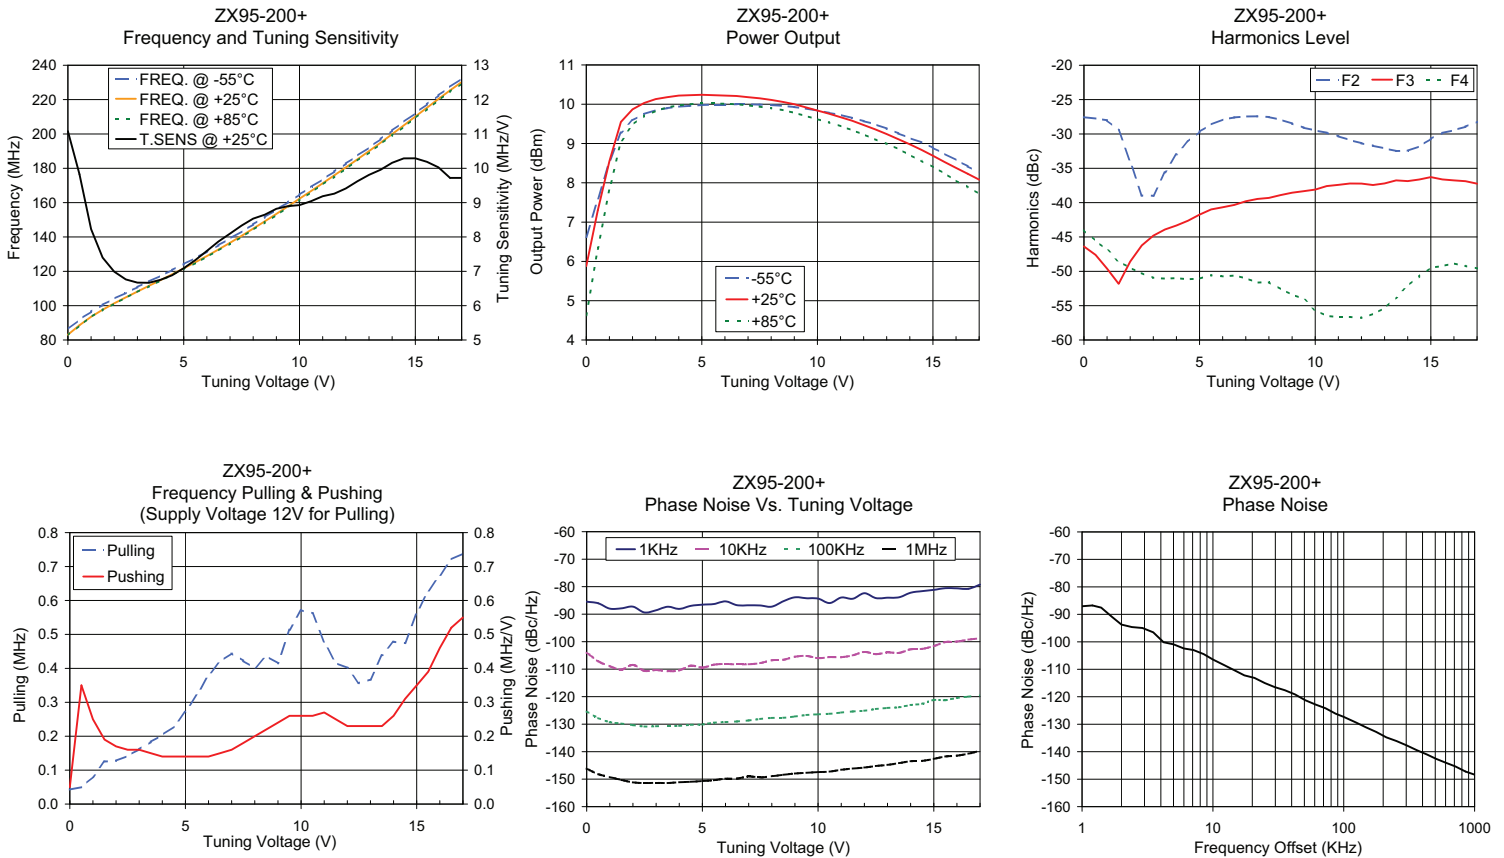 ZX95-200+
Frequency and Tuning Sensitivity
240
220
200
180
160
140
120
100
80
13
12
11
10
9
8
7
6
5
Frequency (MHz)
Tuning Sensitivity (MHz/V)
FREQ. @ -55°C
FREQ. @ +25°C
FREQ. @ +85°C
T.SENS @ +25°C
0 5 10 15
Tuning Voltage (V)
ZX95-200+
Power Output
11
10
9
8
7
6
5
4
Output Power (dBm)
-55°C
+25°C
+85°C
0 5 10 15
Tuning Voltage (V)
ZX95-200+
Harmonics Level
-20
-25
-30
-35
-40
-45
-50
-55
-60
Harmonics (dBc)
F2 F3 F4
0 5 10 15
Tuning Voltage (V)
ZX95-200+
Frequency Pulling & Pushing
(Supply Voltage 12V for Pulling)
0.8
0.7
0.6
0.5
0.4
0.3
0.2
0.1
0.0
0.8
0.7
0.6
0.5
0.4
0.3
0.2
0.1
0.0
Pulling (MHz)
Pushing (MHz/V)
Pulling
Pushing
0 5 10 15
Tuning Voltage (V)
ZX95-200+
Phase Noise Vs. Tuning Voltage
-60
-70
-80
-90
-100
-110
-120
-130
-140
-150
-160
Phase Noise (dBc/Hz)
1KHz 10KHz 100KHz 1MHz
0 5 10 15
Tuning Voltage (V)
ZX95-200+
Phase Noise
-60
-70
-80
-90
-100
-110
-120
-130
-140
-150
-160
Phase Noise (dBc/Hz)
1 10 100 1000
Frequency Offset (KHz)